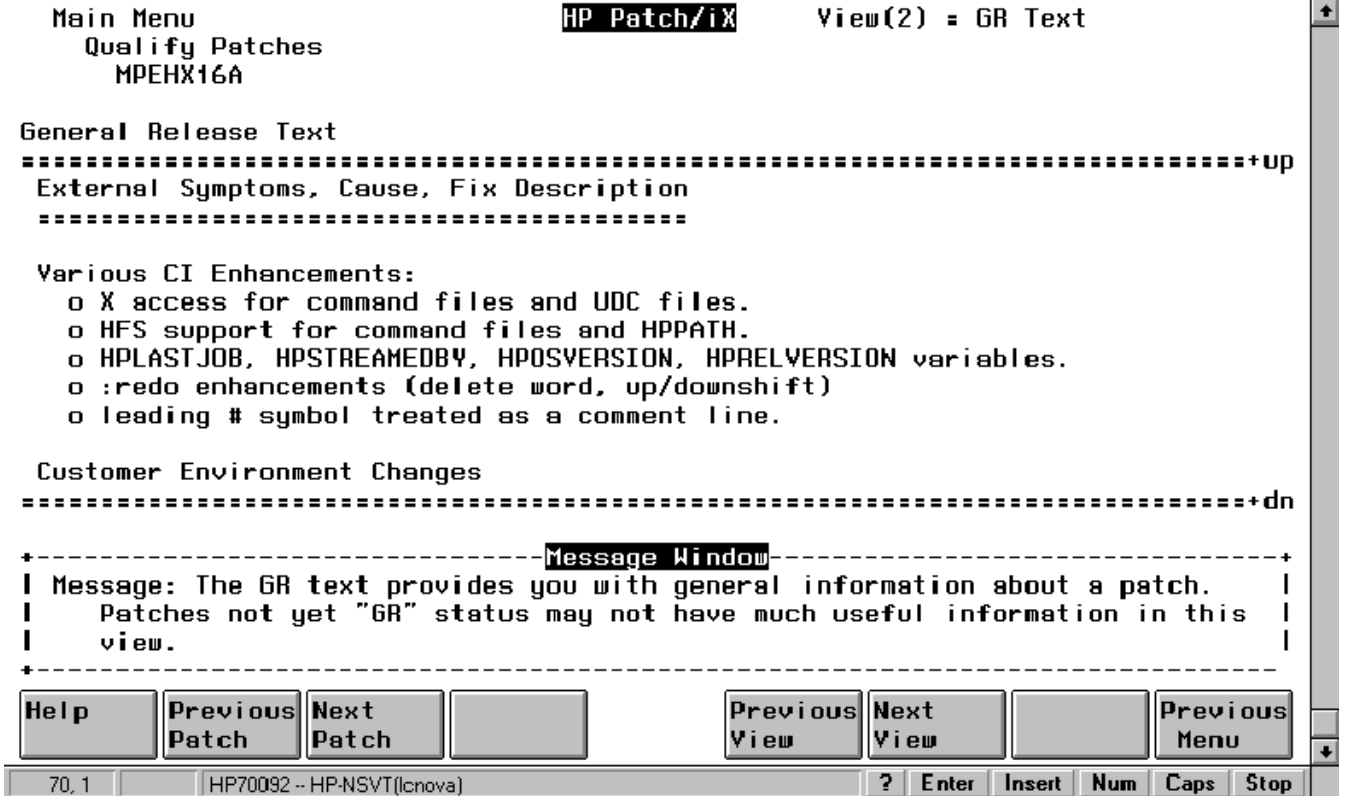 Main Menu HP Patch/iX View(2) = GR Text
Qualify Patches
MPEHX16A
General Release Text
=============================================================================+up
External Symptoms, Cause, Fix Description
=========================================
Various CI Enhancements:
o X access for command files and UDC files.
o HFS support for command files and HPPATH.
o HPLASTJOB, HPSTREAMEDBY, HPOSVERSION, HPRELVERSION variables.
o :redo enhancements (delete word, up/downshift)
o leading # symbol treated as a comment line.
Customer Environment Changes
=============================================================================+dn
+--------------------------------Message Window--------------------------------+
| Message: The GR text provides you with general information about a patch. |
| Patches not yet "GR" status may not have much useful information in this |
| view. |
+------------------------------------------------------------------------------
Help Previous Next Previous Next Previous
Patch Patch View View Menu
70, 1 HP70092 -- HP-NSVT(lcnova) ? Enter Insert Num Caps Stop